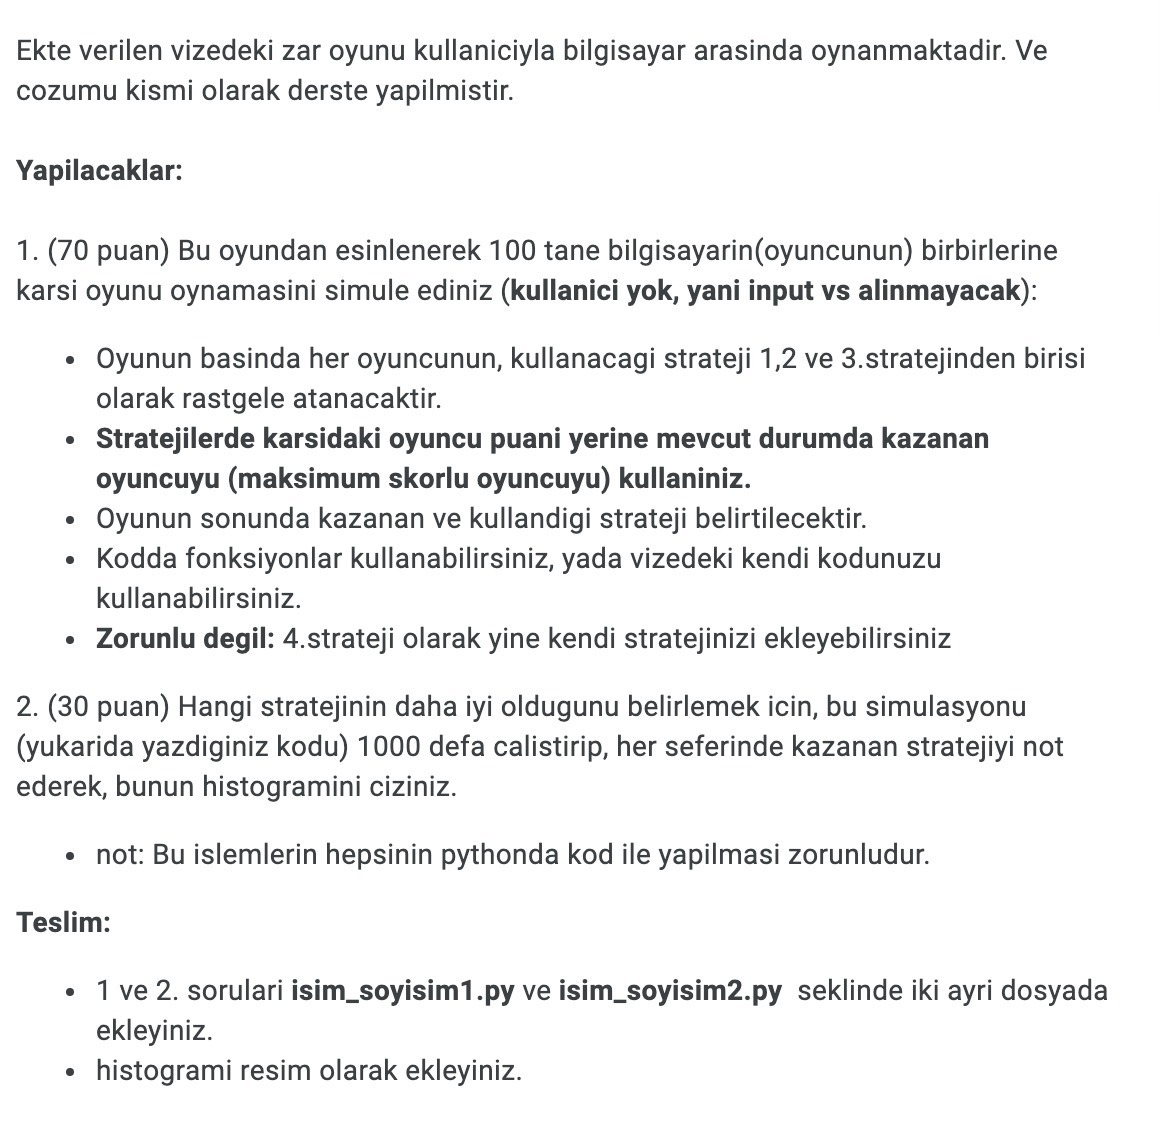 Ekte verilen vizedeki zar oyunu kullaniciyla bilgisayar arasinda oynanmaktadir. Ve
cozumu kismi olarak derste yapilmistir.
Yapilacaklar:
1. (70 puan) Bu oyundan esinlenerek 100 tane bilgisayarin(oyuncunun) birbirlerine
karsi oyunu oynamasini simule ediniz (kullanici yok, yani input vs alinmayacak):
• Oyunun basinda her oyuncunun, kullanacagi strateji 1,2 ve 3.stratejinden birisi
olarak rastgele atanacaktir.
• Stratejilerde karsidaki oyuncu puani yerine mevcut durumda kazanan
oyuncuyu (maksimum skorlu oyuncuyu) kullaniniz.
• Oyunun sonunda kazanan ve kullandigi strateji belirtilecektir.
• Kodda fonksiyonlar kullanabilirsiniz, yada vizedeki kendi kodunuzu
kullanabilirsiniz.
• Zorunlu degil: 4.strateji olarak yine kendi stratejinizi ekleyebilirsiniz
2. (30 puan) Hangi stratejinin daha iyi oldugunu belirlemek icin, bu simulasyonu
(yukarida yazdiginiz kodu) 1000 defa calistirip, her seferinde kazanan stratejiyi not
ederek, bunun histogramini ciziniz.
• not: Bu islemlerin hepsinin pythonda kod ile yapilmasi zorunludur.
Teslim:
• 1 ve 2. sorulari isim_soyisim1.py ve isim_soyisim2.py seklinde iki ayri dosyada
ekleyiniz.
• histogrami resim olarak ekleyiniz.